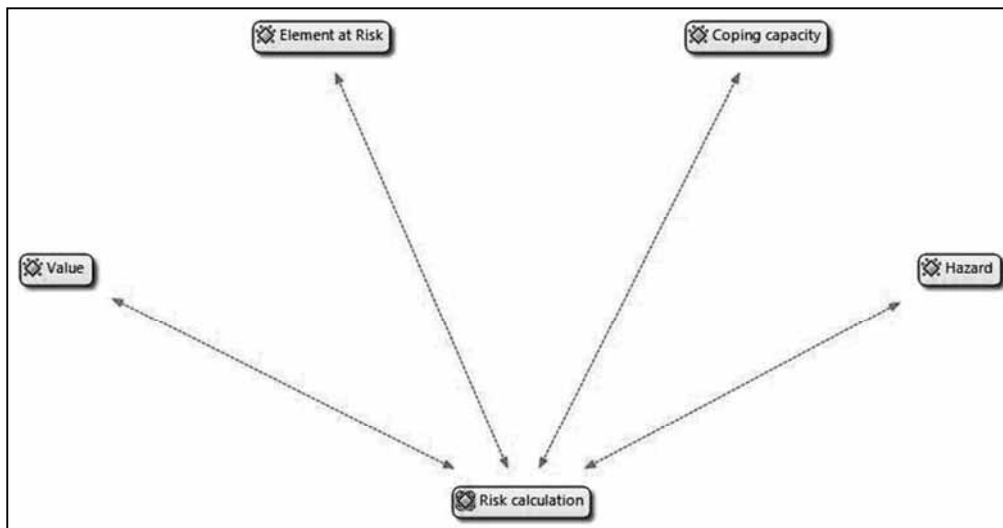 Element at Risk
Coping capacity
Value
Hazard
Risk calculation